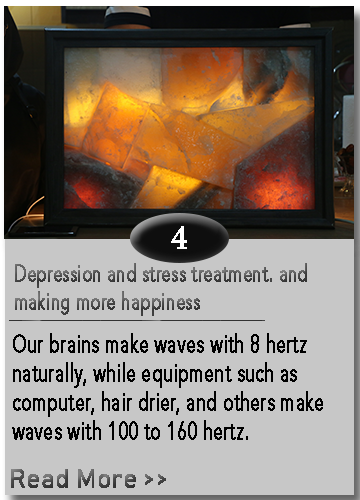 4
Depression and stress treatment. and
making more happiness
Our brains make waves with 8 hertz
naturally, while equipment such as
computer, hair drier, and others make
waves with 100 to 160 hertz.
Read More >>